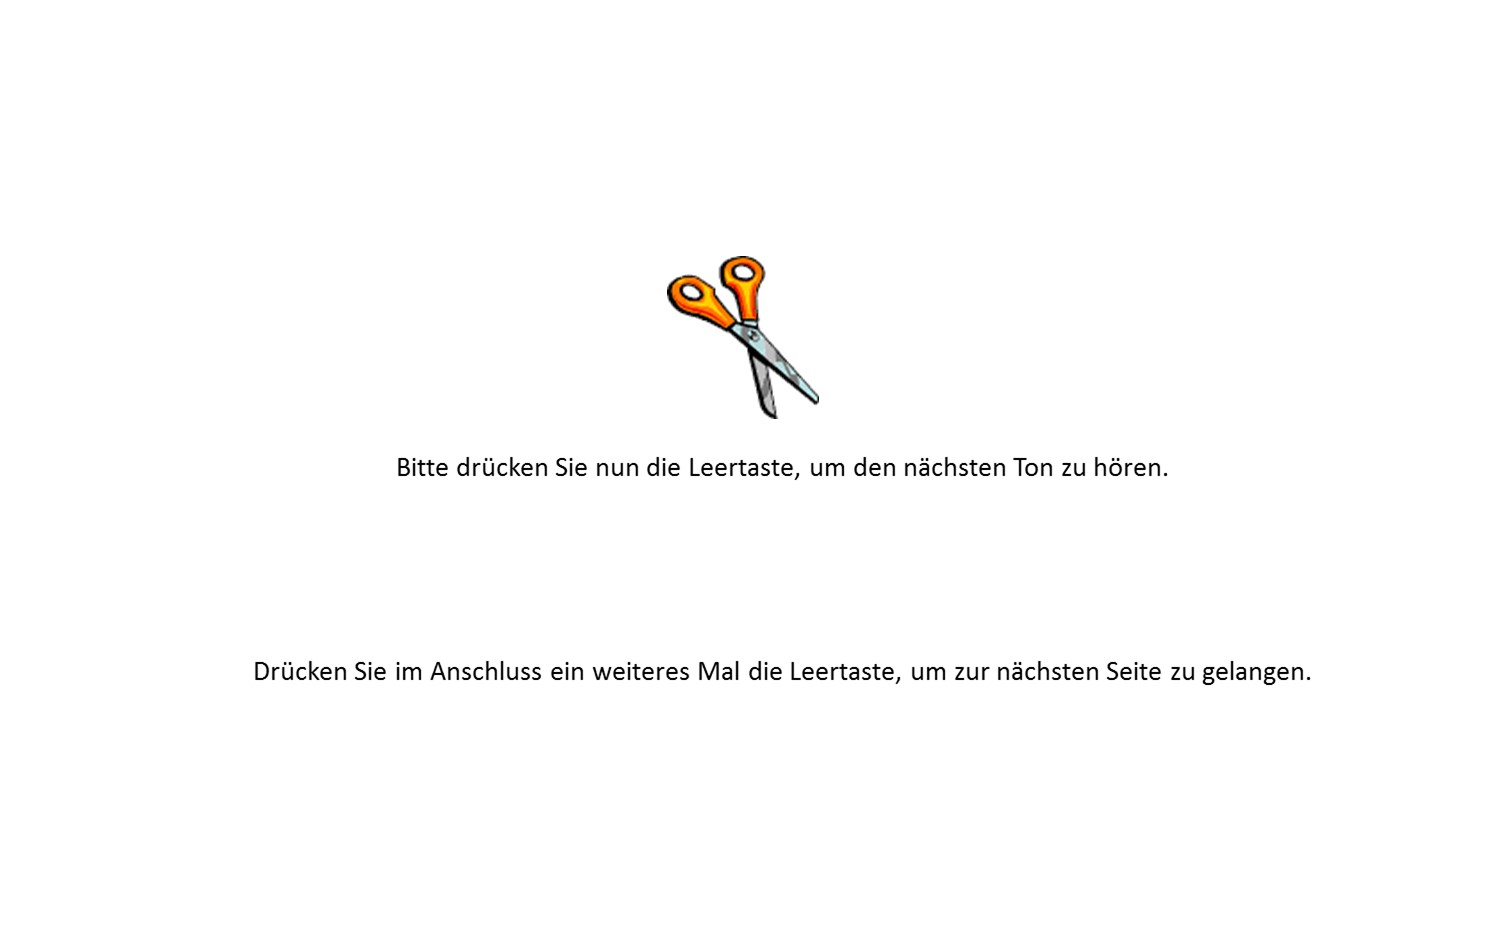 Bitte drücken Sie nun die Leertaste, um den nächsten Ton zu hören.
Drücken Sie im Anschluss ein weiteres Mal die Leertaste, um zur nächsten Seite zu gelangen.